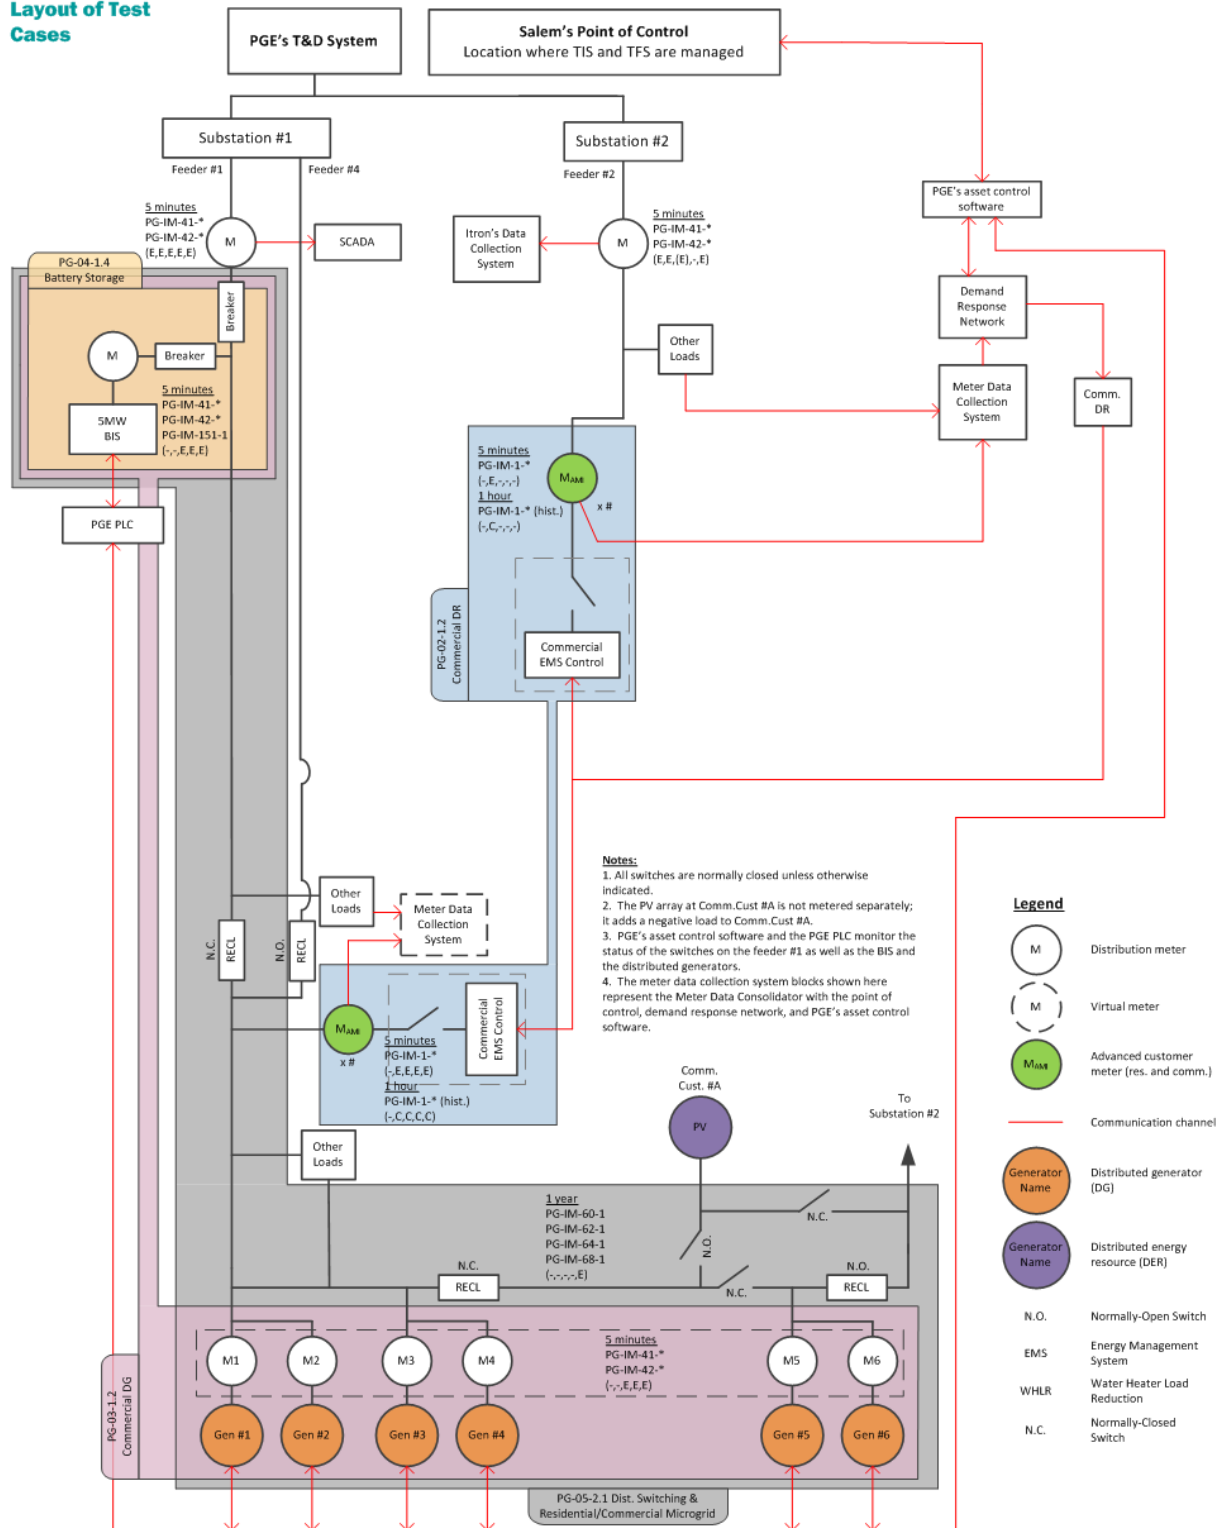 Layout of Test
Cases
PGE's T&D System
Salem's Point of Control
Location where TIS and TFS are managed
Substation #1
Substation #2
Feeder #1
Feeder #4
Feeder #2
5 minutes
PG-IM-41-*
PG-IM-42-*
(E,E,E,E,E)
M
SCADA
Itron's Data
Collection
System
M
5 minutes
PG-IM-41-*
PG-IM-42-*
(E,E,(E),-,E)
PGE's asset control
software
PG-04-1.4
Battery Storage
Breaker
M
Breaker
5MW
BIS
5 minutes
PG-IM-41-*
PG-IM-42-*
PG-IM-151-1
(-,-,E,E,E)
Other
Loads
Demand
Response
Network
Meter Data
Collection
System
Comm.
DR
PGE PLC
5 minutes
PG-IM-1-*
(-,E,-,-,-)
1 hour
PG-IM-1-* (hist.)
(-,C,-,-,-)
MAMI
x #
PG-02-1.2
Commercial DR
Commercial
EMS Control
Other
Loads
Meter Data
Collection
System
N.C.
RECL
N.O.
RECL
MAMI
x #
5 minutes
PG-IM-1-*
(-,E,E,E,E)
1 hour
PG-IM-1-* (hist.)
(-,C,C,C,C)
Commercial
EMS Control
Notes:
1. All switches are normally closed unless otherwise
indicated.
2. The PV array at Comm.Cust #A is not metered separately;
it adds a negative load to Comm.Cust #A.
3. PGE's asset control software and the PGE PLC monitor the
status of the switches on the feeder #1 as well as the BIS and
the distributed generators.
4. The meter data collection system blocks shown here
represent the Meter Data Consolidator with the point of
control, demand response network, and PGE's asset control
software.
Comm.
Cust. #A
PV
To
Substation #2
Other
Loads
1 year
PG-IM-60-1
PG-IM-62-1
PG-IM-64-1
PG-IM-68-1
(-,-,-,-,E)
N.C.
N.O.
N.C.
RECL
N.C.
N.O.
RECL
5 minutes
PG-IM-41-*
PG-IM-42-*
(-,-,E,E,E)
M1
M2
M3
M4
M5
M6
Gen #1
Gen #2
Gen #3
Gen #4
Gen #5
Gen #6
PG-03-1.2
Commercial DG
PG-05-2.1 Dist. Switching &
Residential/Commercial Microgrid
Legend
M
Distribution meter
M
Virtual meter
MAMI
Advanced customer
meter (res. and comm.)
Communication channel
Generator
Name
Distributed generator
(DG)
Generator
Name
Distributed energy
resource (DER)
N.O.
Normally-Open Switch
EMS
Energy Management
System
WHLR
Water Heater Load
Reduction
N.C.
Normally-Closed
Switch